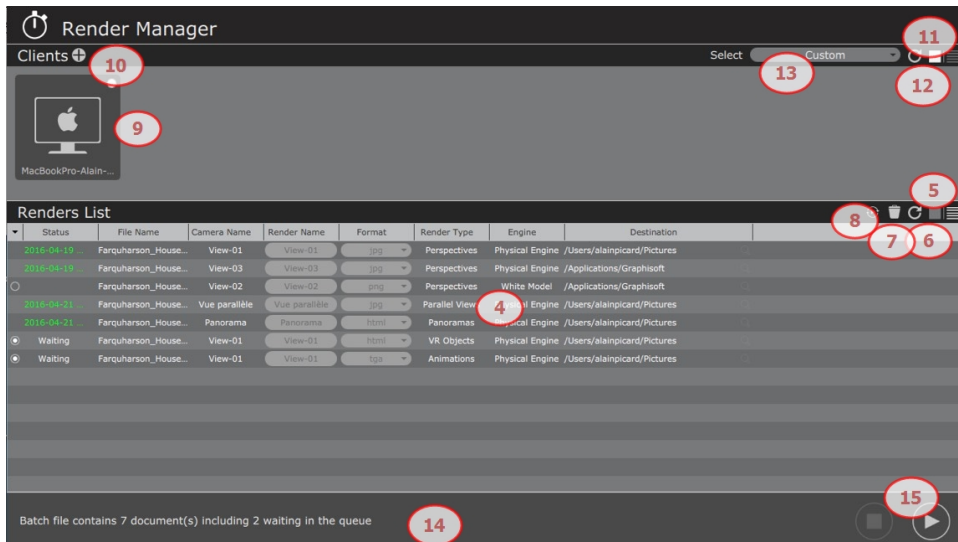 Render Manager
11
Clients
10
Select
Custom
13
12
9
MacBookPro-Alain-...
5
Renders List
8
7
6
Status File Name Camera Name Render Name Format Render Type Engine Destination
2016-04-19 ... Farquharson_House... View-01 View-01 jpg Perspectives Physical Engine /Users/alainpicard/Pictures
2016-04-19 ... Farquharson_House... View-03 View-03 jpg Perspectives Physical Engine /Applications/Graphisoft
Farquharson_House... View-02 View-02 png Perspectives White Model /Applications/Graphisoft
2016-04-21 ... Farquharson_House... Vue parallèle Vue parallèle jpg Parallel Views Engine /Users/alainpicard/Pictures
4
2016-04-21 ... Farquharson_House... Panorama Panorama html Panoramas Physical Engine /Users/alainpicard/Pictures
Waiting Farquharson_House... View-01 View-01 html VR Objects Physical Engine /Users/alainpicard/Pictures
Waiting Farquharson_House... View-01 View-01 tga Animations Physical Engine /Users/alainpicard/Pictures
15
Batch file contains 7 document(s) including 2 waiting in the queue
14